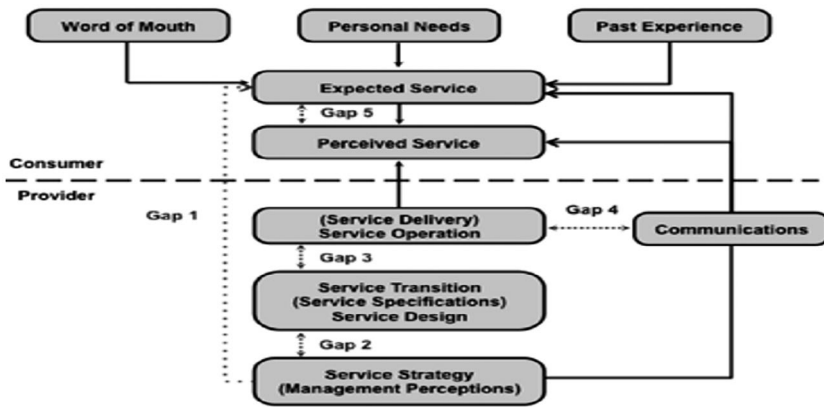 Word of Mouth
Personal Needs
Past Experience
Expected Service
Gap 5
Perceived Service
Consumer
Provider
Gap 1
(Service Delivery)
Service Operation
Gap 4
Communications
Gap 3
Service Transition
(Service Specifications)
Service Design
Gap 2
Service Strategy
(Management Perceptions)